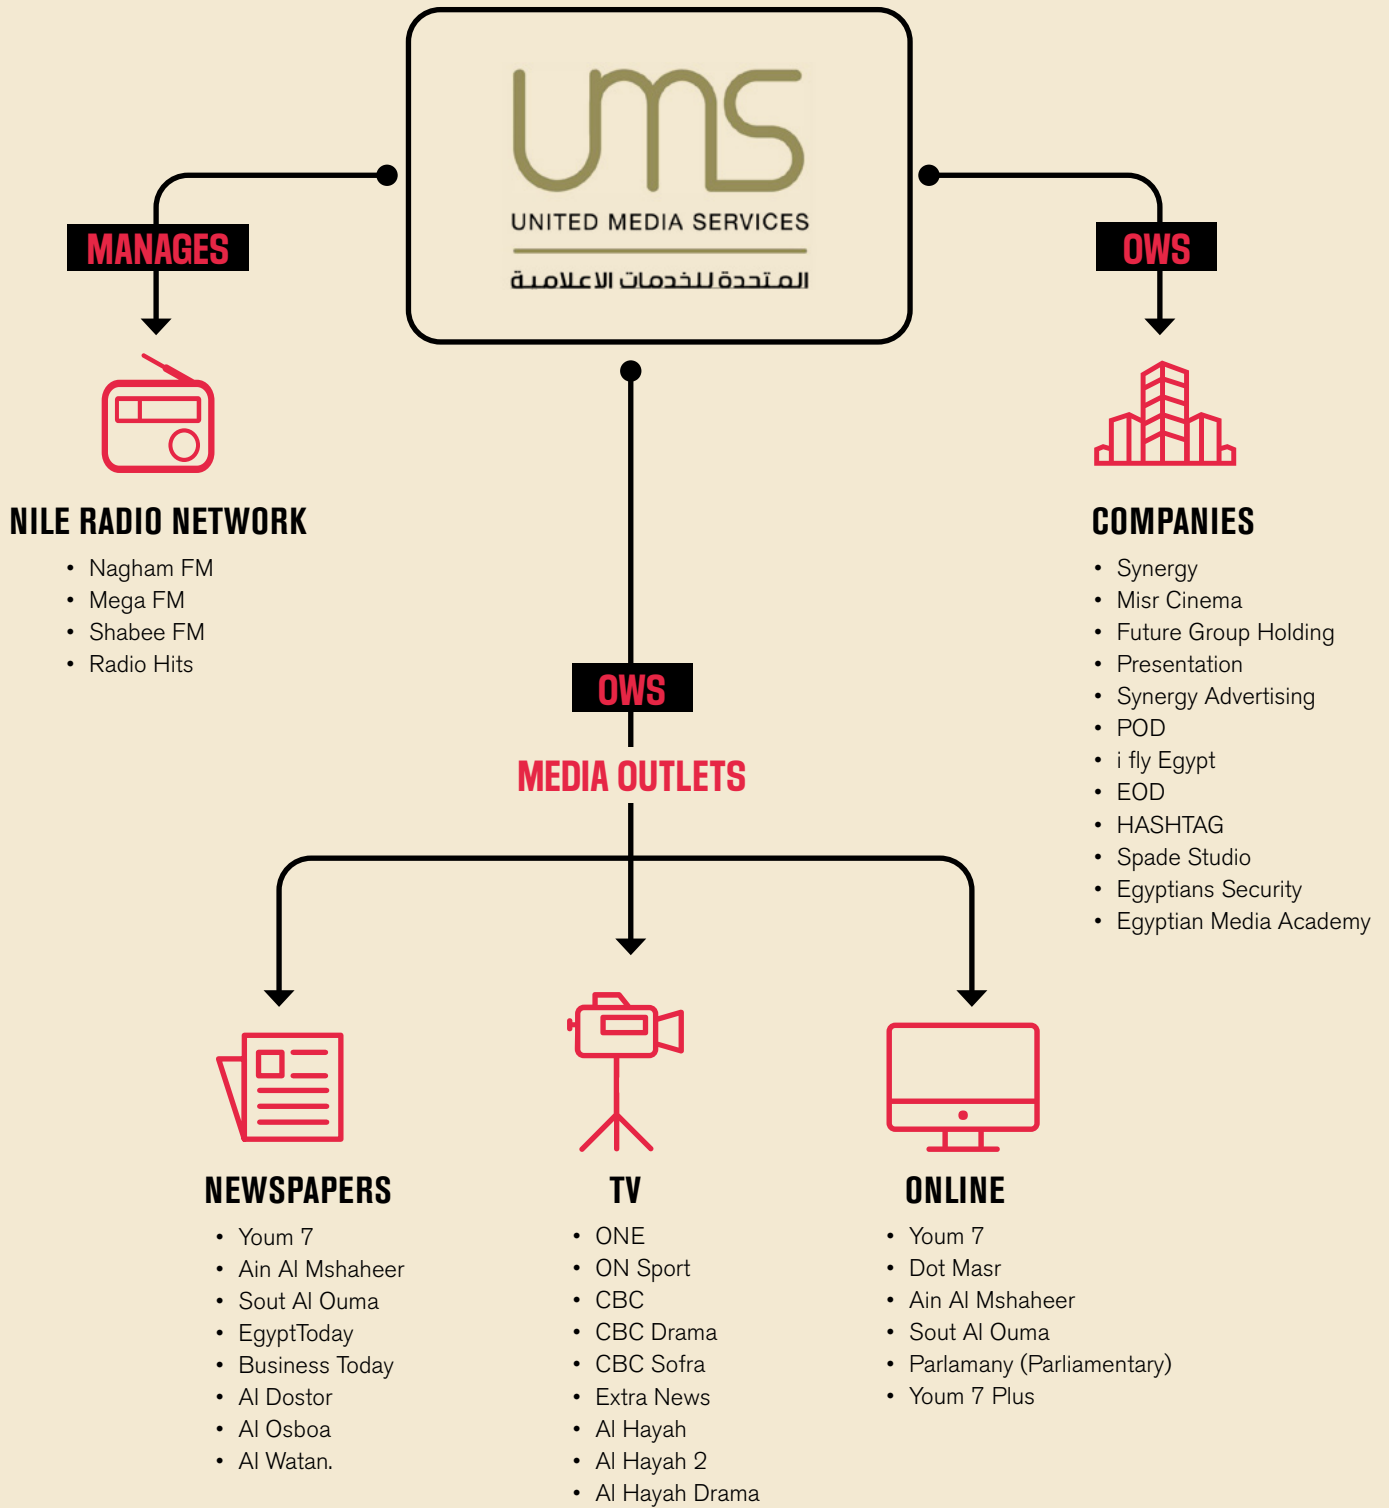 ums
UNITED MEDIA SERVICES
المتحدة للخدمات الاعلامية
MANAGES
OWS
NILE RADIO NETWORK
• Nagham FM
• Mega FM
• Shabee FM
• Radio Hits
COMPANIES
• Synergy
• Misr Cinema
• Future Group Holding
• Presentation
• Synergy Advertising
• POD
• i fly Egypt
• EOD
• HASHTAG
• Spade Studio
• Egyptians Security
• Egyptian Media Academy
OWS
MEDIA OUTLETS
NEWSPAPERS
• Youm 7
• Ain Al Mshaheer
• Sout Al Ouma
• EgyptToday
• Business Today
• Al Dostor
• Al Osboa
• Al Watan.
TV
• ONE
• ON Sport
• CBC
• CBC Drama
• CBC Sofra
• Extra News
• Al Hayah
• Al Hayah 2
• Al Hayah Drama
ONLINE
• Youm 7
• Dot Masr
• Ain Al Mshaheer
• Sout Al Ouma
• Parlamany (Parliamentary)
• Youm 7 Plus